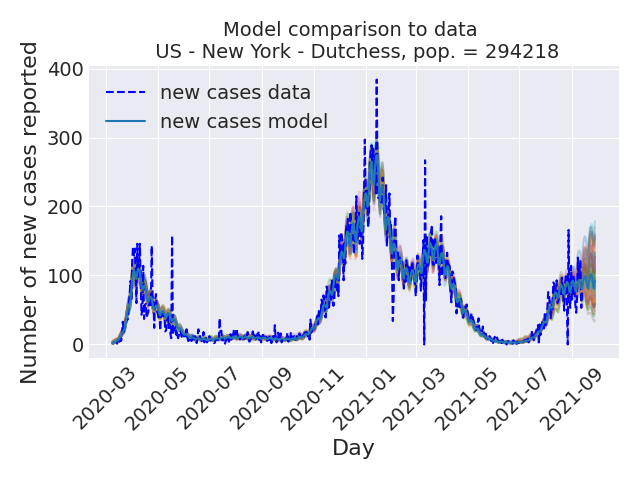 Model comparison to data
US - New York - Dutchess, pop. = 294218
Number of new cases reported
400
300
200
100
0
new cases data
new cases model
2020-03
2020-05
2020-07
2020-09
2020-11
2021-01
2021-03
2021-05
2021-07
2021-09
Day